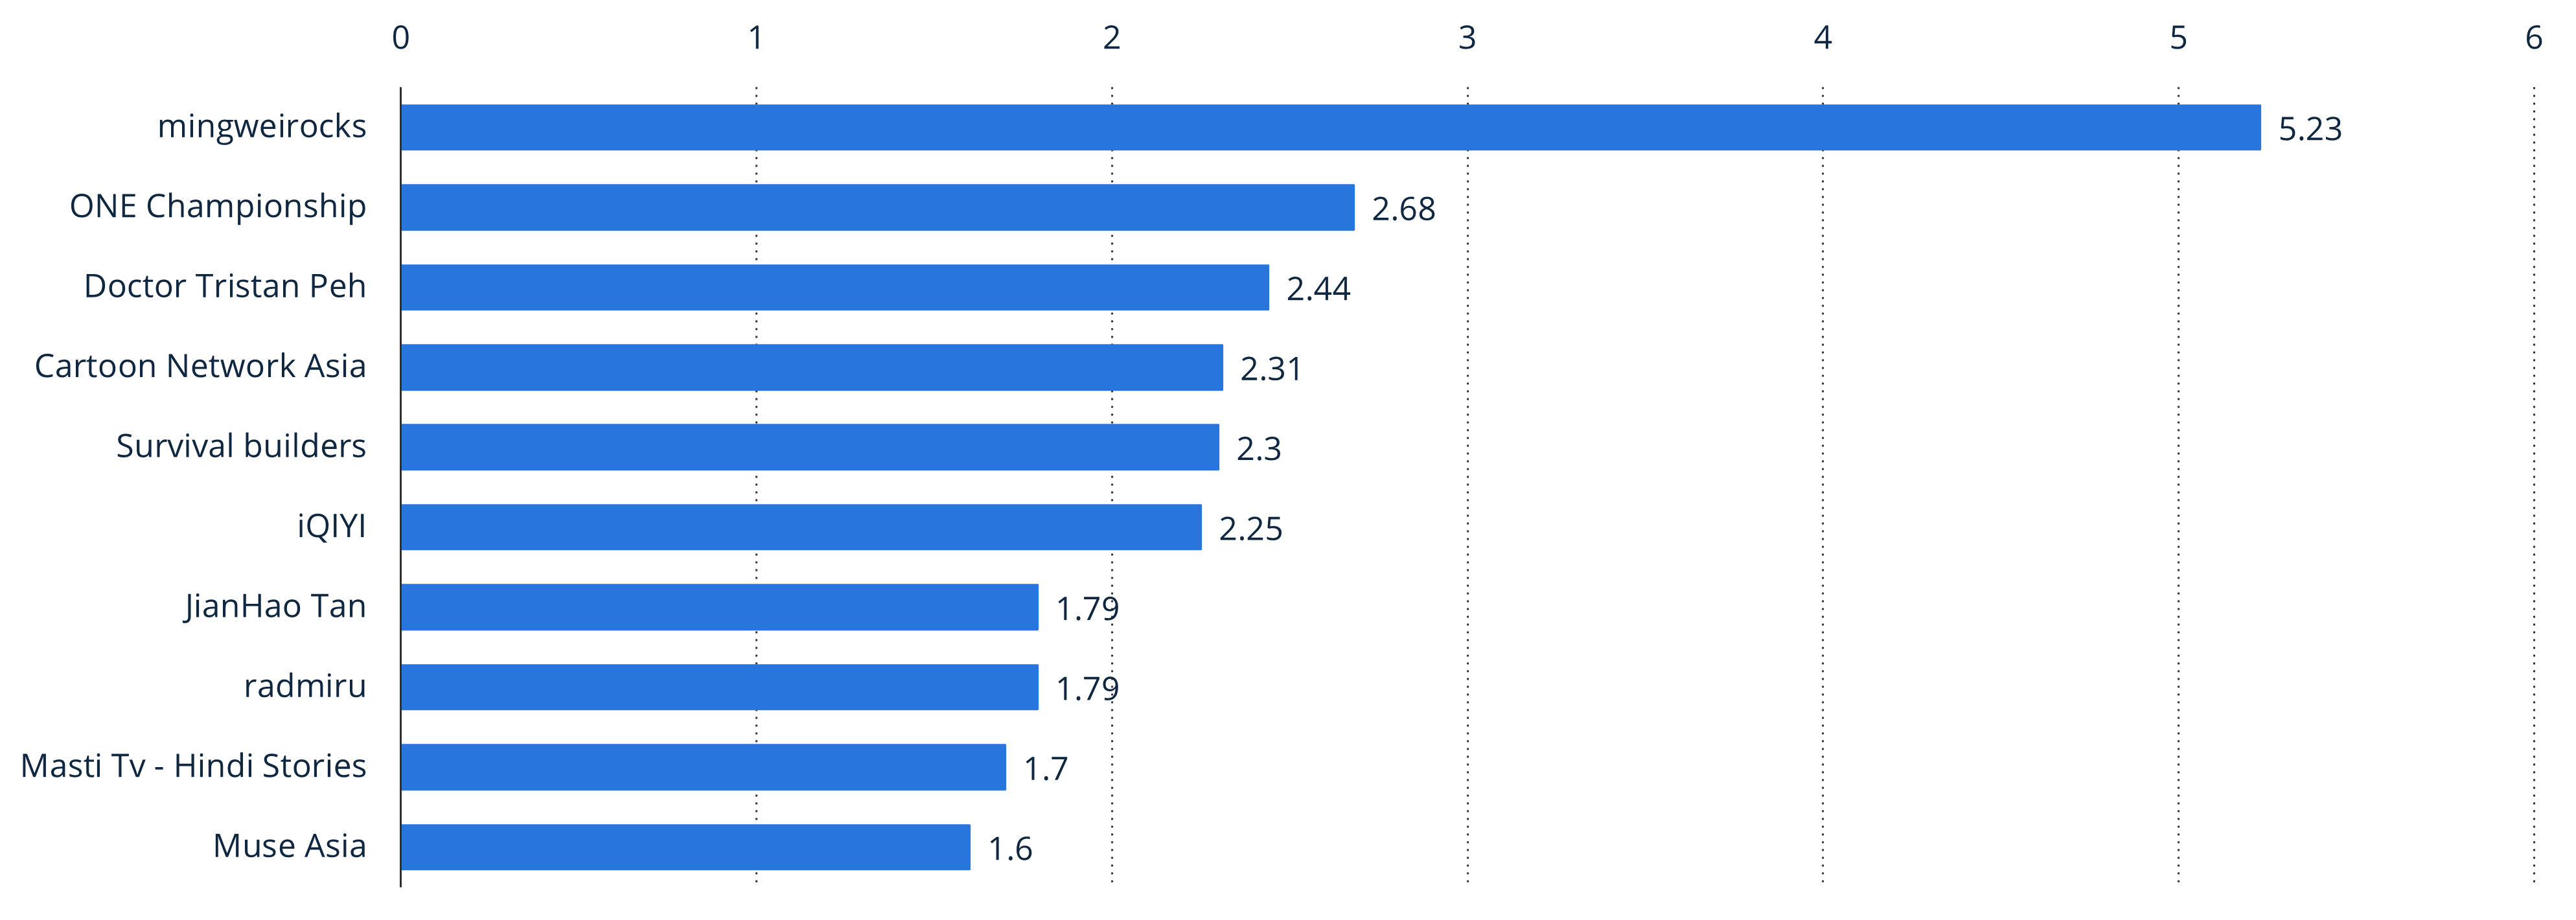 0 1 2 3 4 5 6
mingweirocks 5.23
ONE Championship 2.68
Doctor Tristan Peh 2.44
Cartoon Network Asia 2.31
Survival builders 2.3
iQIYI 2.25
JianHao Tan 1.79
radmiru 1.79
Masti Tv - Hindi Stories 1.7
Muse Asia 1.6